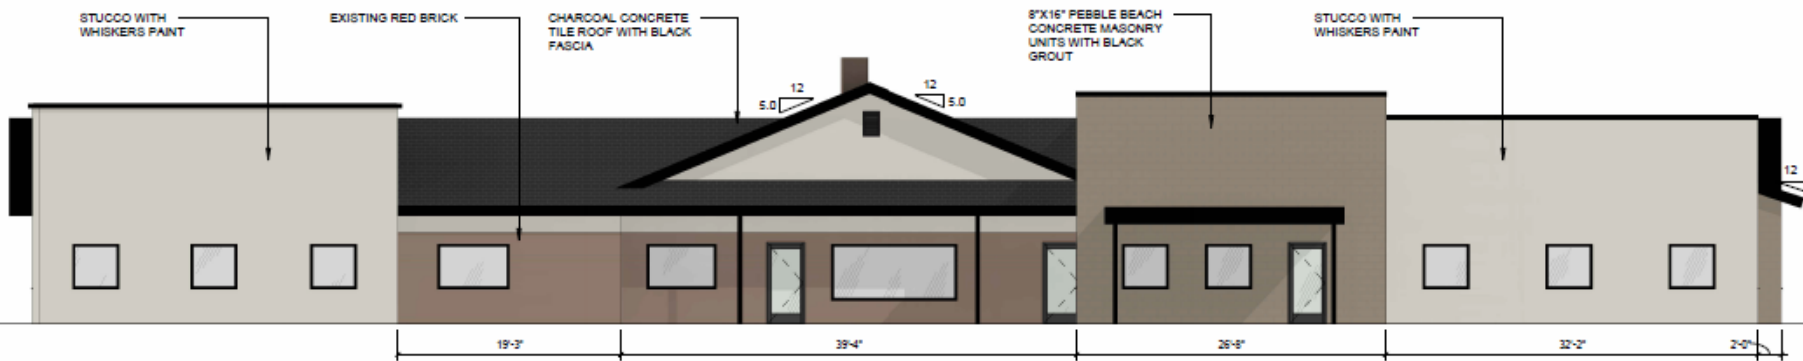 STUCCO WITH
WHISKERS PAINT
EXISTING RED BRICK
CHARCOAL CONCRETE
TILE ROOF WITH BLACK
FASCIA
8"X16" PEBBLE BEACH
CONCRETE MASONRY
UNITS WITH BLACK
GROUT
STUCCO WITH
WHISKERS PAINT
12
5.0
12
5.0
12
19'-3"
39'-4"
26'-8"
32'-2"
2'-0"